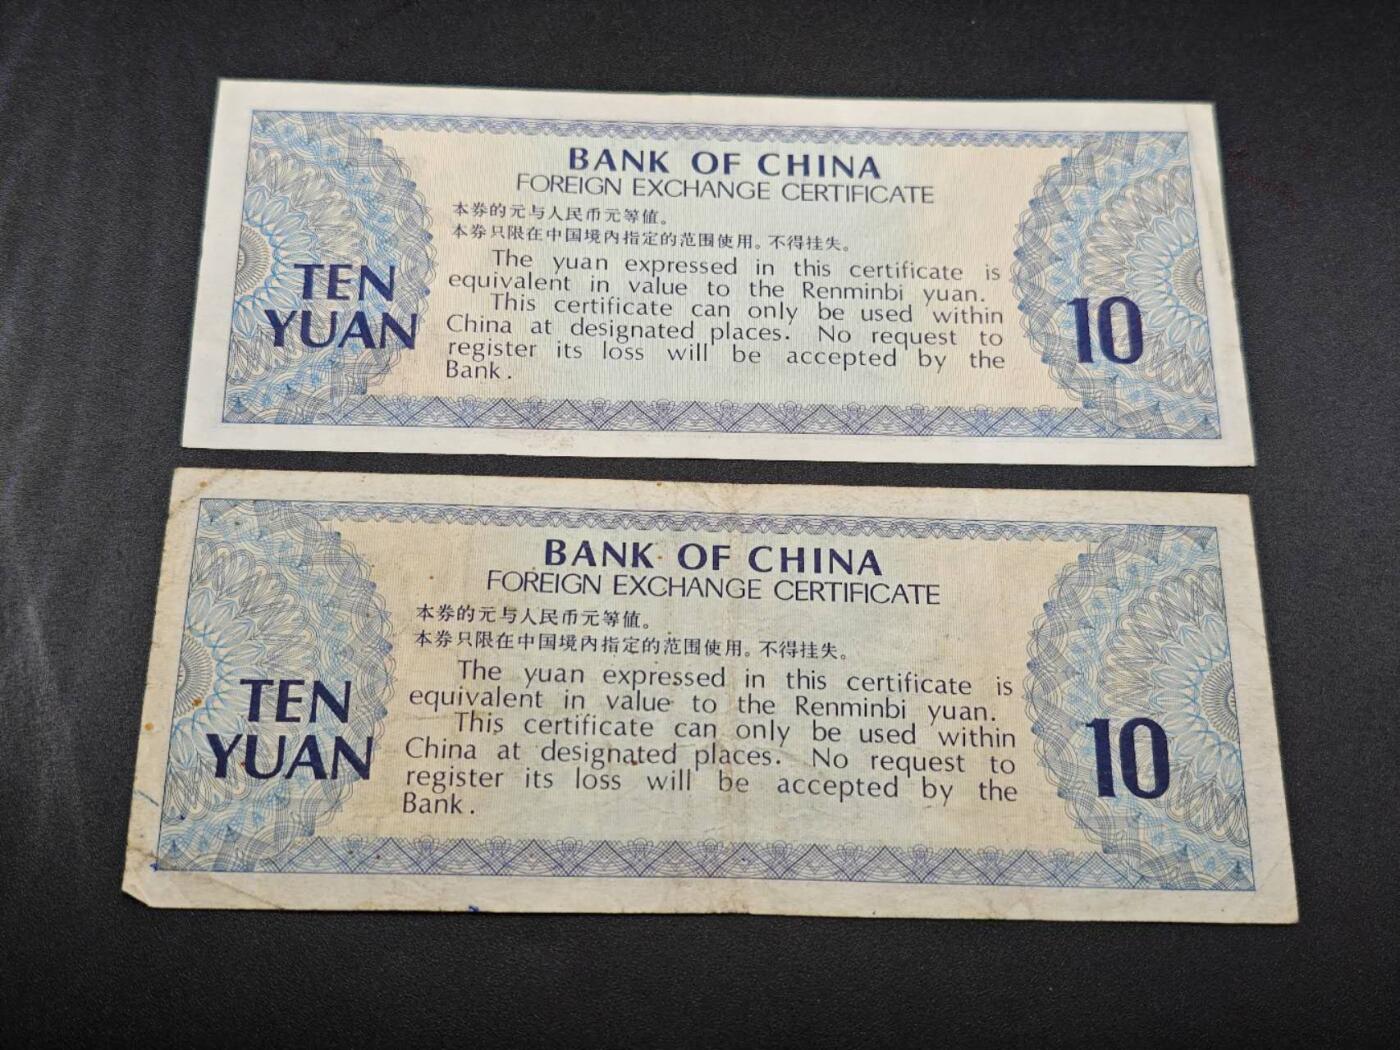 BANK OF CHINA
FOREIGN EXCHANGE CERTIFICATE
本券的元与人民币元等值。
本券只限在中国境内指定的范围使用。不得挂失。
The yuan expressed in this certificate is
equivalent in value to the Renminbi yuan.
This certificate can only be used within
China at designated places. No request to
register its loss will be accepted by the
Bank.
TEN
YUAN
10
BANK OF CHINA
FOREIGN EXCHANGE CERTIFICATE
本券的元与人民币元等值。
本券只限在中国境内指定的范围使用。不得挂失。
The yuan expressed in this certificate is
equivalent in value to the Renminbi yuan.
This certificate can only be used within
China at designated places. No request to
register its loss will be accepted by the
Bank.
TEN
YUAN
10